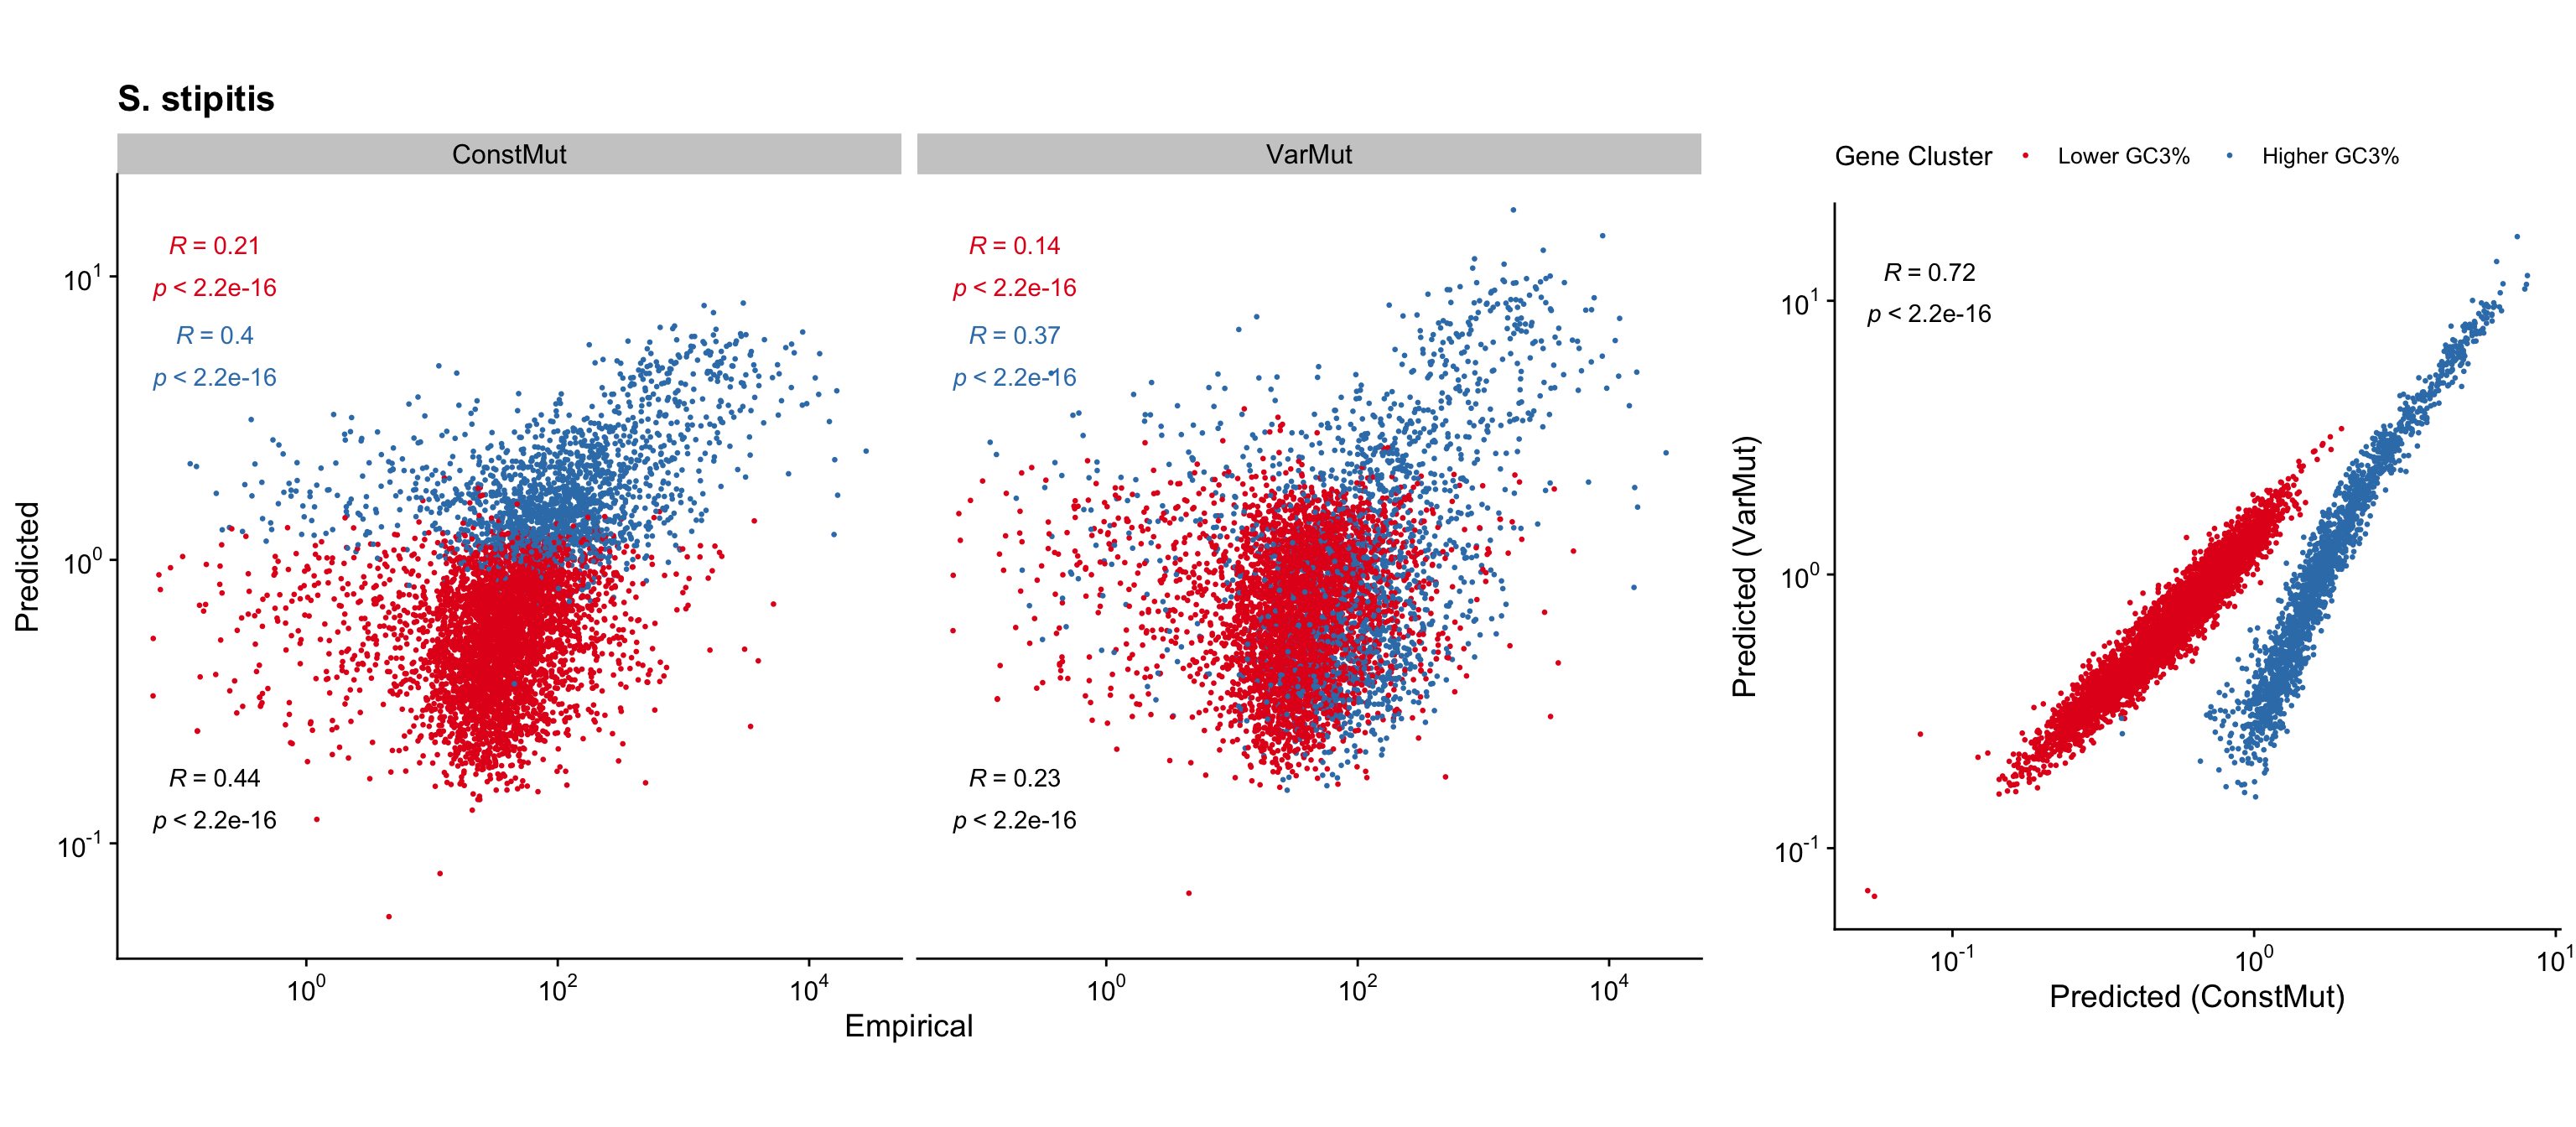 S. stipitis
ConstMut
VarMut
Gene Cluster Lower GC3% Higher GC3%
R = 0.21
p < 2.2e-16
R = 0.4
p < 2.2e-16
R = 0.44
p < 2.2e-16
R = 0.14
p < 2.2e-16
R = 0.37
p < 2.2e-16
R = 0.23
p < 2.2e-16
Predicted
10^1
10^0
10^-1
10^0 10^2 10^4
10^0 10^2 10^4
Empirical
R = 0.72
p < 2.2e-16
Predicted (VarMut)
10^1
10^0
10^-1
10^-1 10^0 10^1
Predicted (ConstMut)